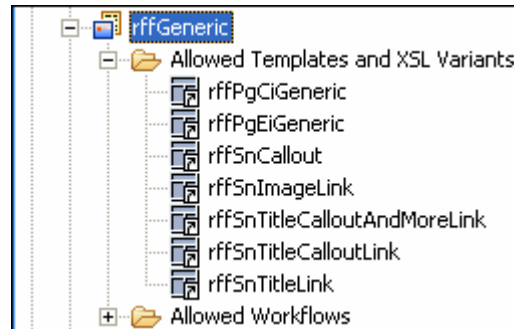 rffGeneric
Allowed Templates and XSL Variants
rffPgCiGeneric
rffPgEiGeneric
rffSnCallout
rffSnImageLink
rffSnTitleCalloutAndMoreLink
rffSnTitleCalloutLink
rffSnTitleLink
Allowed Workflows